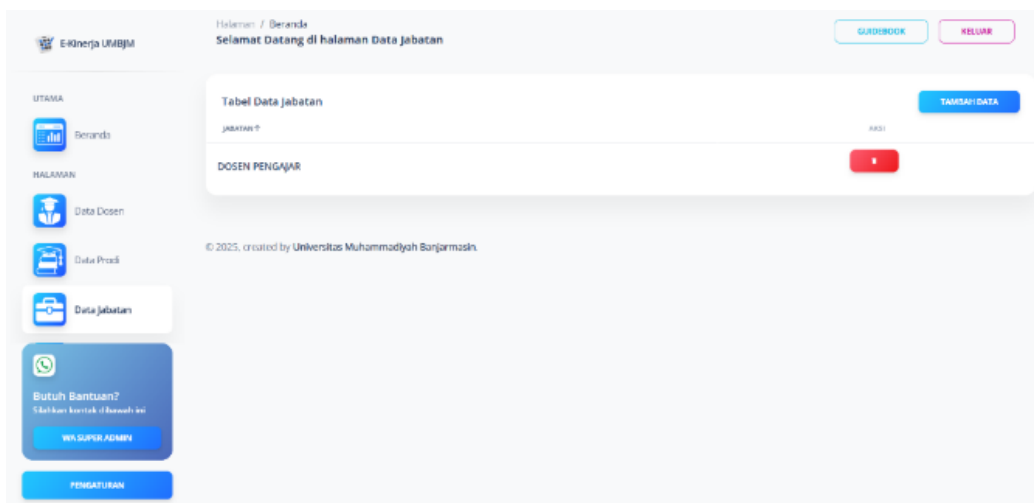 E-Kinerja UMBJM
Halaman / Beranda
Selamat Datang di halaman Data Jabatan
GUIDEBOOK
KELUAR
UTAMA
Beranda
HALAMAN
Data Dosen
Data Prodi
Data Jabatan
Butuh Bantuan?
Silahkan kontak dibawah ini
WA SUPER ADMIN
PENGATURAN
Tabel Data Jabatan
TAMBAH DATA
JABATAN↑
AKSI
DOSEN PENGAJAR
© 2025, created by Universitas Muhammadiyah Banjarmasin.